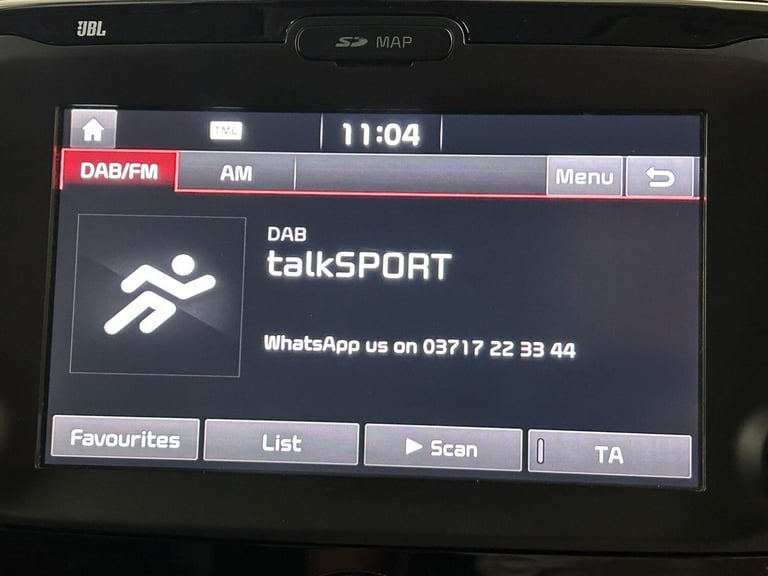 JBL
SD MAP
TMC
11:04
DAB/FM
AM
Menu
DAB
talkSPORT
WhatsApp us on 03717 22 33 44
Favourites
List
Scan
TA